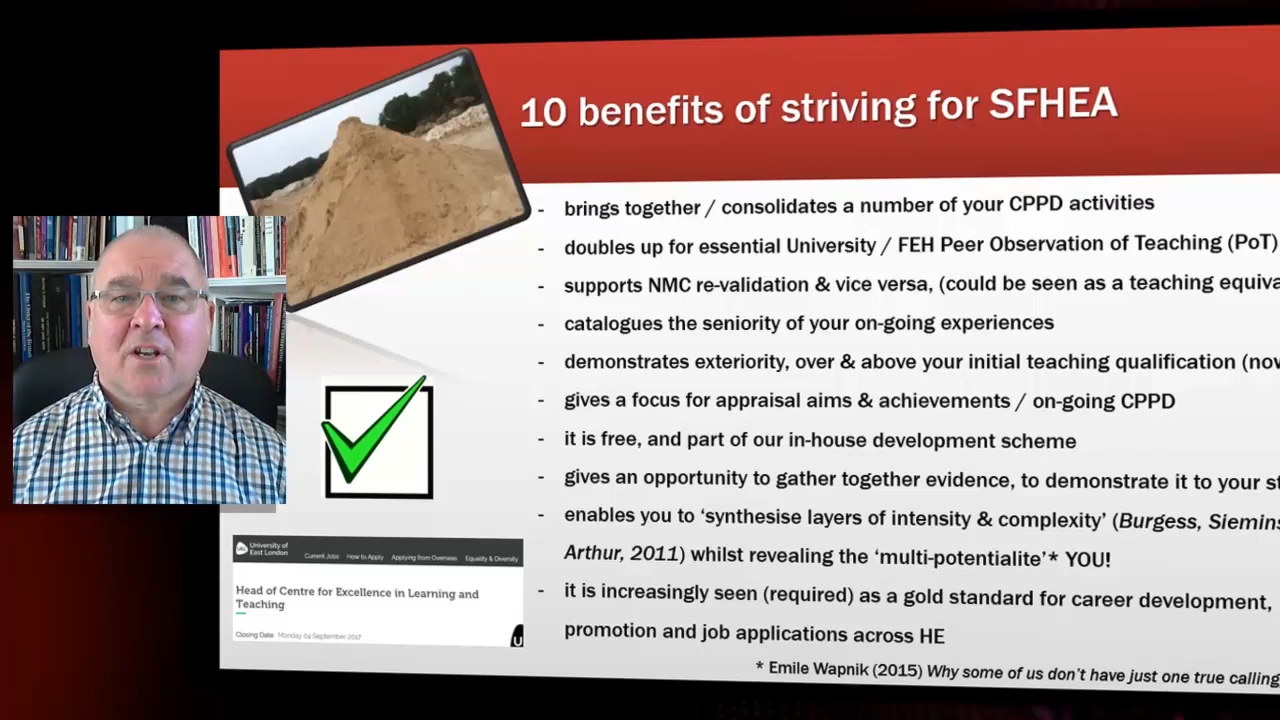 10 benefits of striving for SFHEA
- brings together / consolidates a number of your CPPD activities
- doubles up for essential University / FEH Peer Observation of Teaching (PoT)
- supports NMC re-validation & vice versa, (could be seen as a teaching equiva
- catalogues the seniority of your on-going experiences
- demonstrates exteriority, over & above your initial teaching qualification (nov
- gives a focus for appraisal aims & achievements / on-going CPPD
- it is free, and part of our in-house development scheme
- gives an opportunity to gather together evidence, to demonstrate it to your st
- enables you to ‘synthesise layers of intensity & complexity’ (Burgess, Siemins
Arthur, 2011) whilst revealing the ‘multi-potentialite’* YOU!
- it is increasingly seen (required) as a gold standard for career development,
promotion and job applications across HE
* Emile Wapnik (2015) Why some of us don’t have just one true calling
University of
East London
Current Jobs How to Apply Applying from Overseas Equality & Diversity
Head of Centre for Excellence in Learning and
Teaching
Closing Date: Monday 04 September 2017